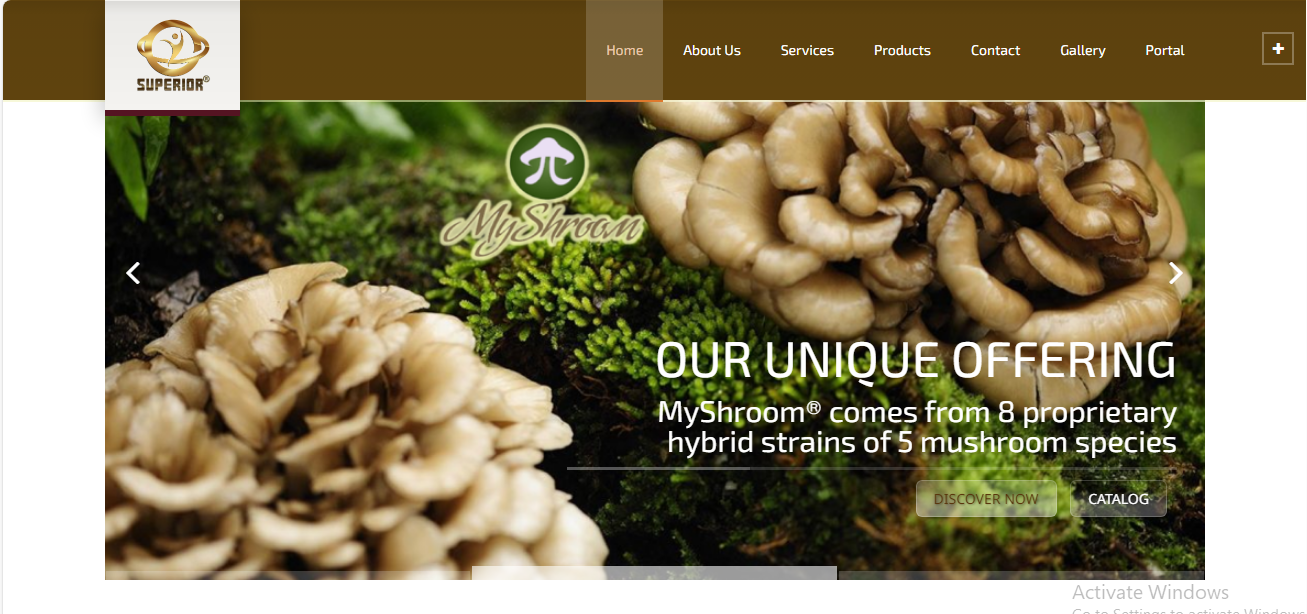 SUPERIOR®
Home
About Us
Services
Products
Contact
Gallery
Portal
MyShroom
OUR UNIQUE OFFERING
MyShroom® comes from 8 proprietary
hybrid strains of 5 mushroom species
DISCOVER NOW
CATALOG
Activate Windows
Go to Settings to activate Windows